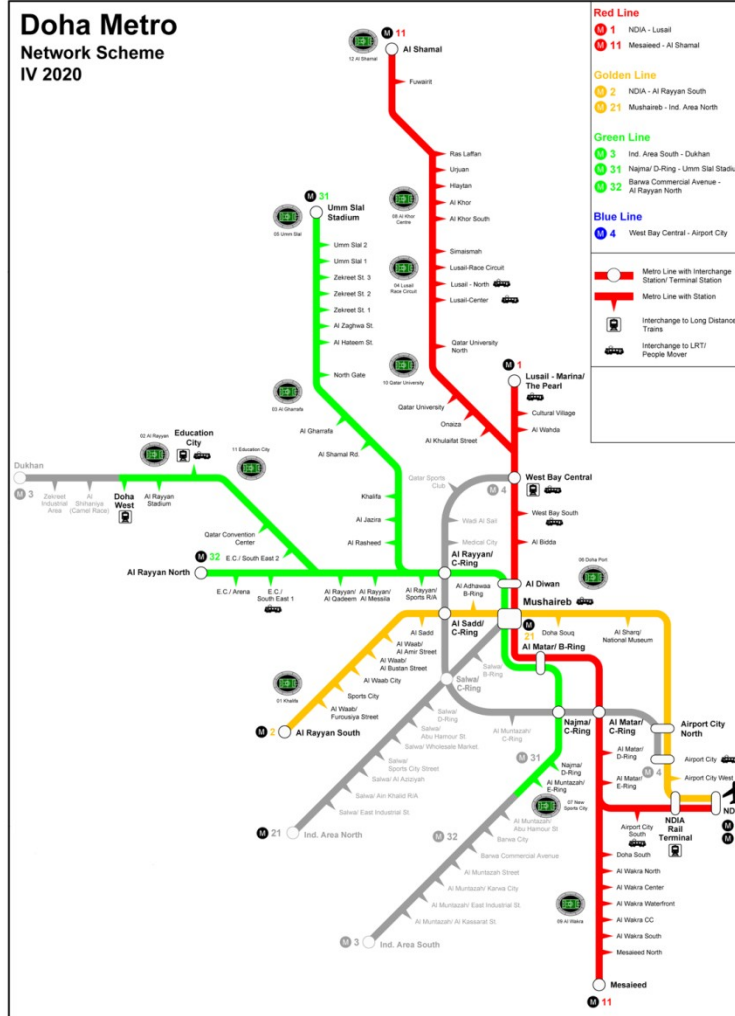 Doha Metro
Network Scheme
IV 2020
Red Line
M 1 NDIA - Lusail
M 11 Mesaieed - Al Shamal
Golden Line
M 2 NDIA - Al Rayyan South
M 21 Mushaireb - Ind. Area North
Green Line
M 3 Ind. Area South - Dukhan
M 31 Najma/ D-Ring - Umm Slal Stadiu
M 32 Barwa Commercial Avenue -
Al Rayyan North
Blue Line
M 4 West Bay Central - Airport City
Metro Line with Interchange
Station/ Terminal Station
Metro Line with Station
Interchange to Long Distance
Trains
Interchange to LRT/
People Mover
M 11
Al Shamal
12 Al Shamal
Fuwairit
Ras Laffan
Urjuan
Hlaytan
Al Khor
Al Khor South
08 Al Khor
Centre
Simaismah
Lusail-Race Circuit
Lusail - North
Lusail-Center
04 Lusail
Race Circuit
Qatar University
North
10 Qatar University
Qatar University
Onaiza
Al Khulaifat Street
M 31
Umm Slal
Stadium
05 Umm Slal
Umm Slal 2
Umm Slal 1
Zekreet St. 3
Zekreet St. 2
Zekreet St. 1
Al Zaghwa St.
Al Hateem St.
North Gate
03 Al Gharrafa
Al Gharrafa
Al Shamal Rd.
Khalifa
Al Jazira
Al Rasheed
M 1
Lusail - Marina/
The Pearl
Cultural Village
Al Wahda
West Bay Central
M 4
West Bay South
Al Bidda
Qatar Sports
Club
Wadi Al Sail
Medical City
Dukhan
M 3
Zekreet
Industrial
Area
Al
Shihaniya
(Camel Race)
Doha
West
Al Rayyan
Stadium
02 Al Rayyan
Education
City
11 Education City
Qatar Convention
Center
E.C./ South East 2
M 32
Al Rayyan North
E.C./ Arena
E.C./
South East 1
Al Rayyan/
Al Qadeem
Al Rayyan/
Al Messila
Al Rayyan/
Sports R/A
Al Rayyan/
C-Ring
Al Adhawaa
B-Ring
Al Diwan
06 Doha Port
Mushaireb
M
21
Doha Souq
Al Sharq/
National Museum
Al Sadd/
C-Ring
Al Sadd
Al Waab/
Al Amir Street
Al Waab/
Al Bustan Street
Al Waab City
Sports City
Al Waab/
Furousiya Street
01 Khalifa
M 2
Al Rayyan South
Al Matar/ B-Ring
Salwa/
B-Ring
Salwa/
C-Ring
Salwa/
D-Ring
Salwa/
Abu Hamour St
Salwa/ Wholesale Market
Salwa/
Sports City Street
Salwa/ Al Aziziyah
Salwa/ Ain Khalid R/A
Salwa/ East Industrial St.
M 21
Ind. Area North
Al Muntazah/
C-Ring
Najma/
C-Ring
Al Matar/
C-Ring
M 31
Najma/
D-Ring
Al Muntazah/
E-Ring
07 New
Sports City
Al Matar/
D-Ring
Al Matar/
E-Ring
Airport City
North
Airport City
M 4
Airport City West
NDIA
Rail
Terminal
ND
M
M
M 32
Al Muntazah/
Abu Hamour St
Barwa City
Barwa Commercial Avenue
Al Muntazah Street
Al Muntazah/ Karwa City
Al Muntazah/ East Industrial St.
Al Muntazah/ Al Kassarat St.
M 3
Ind. Area South
Airport City
South
Doha South
Al Wakra North
Al Wakra Center
Al Wakra Waterfront
Al Wakra CC
Al Wakra South
Mesaieed North
09 Al Wakra
Mesaieed
M 11